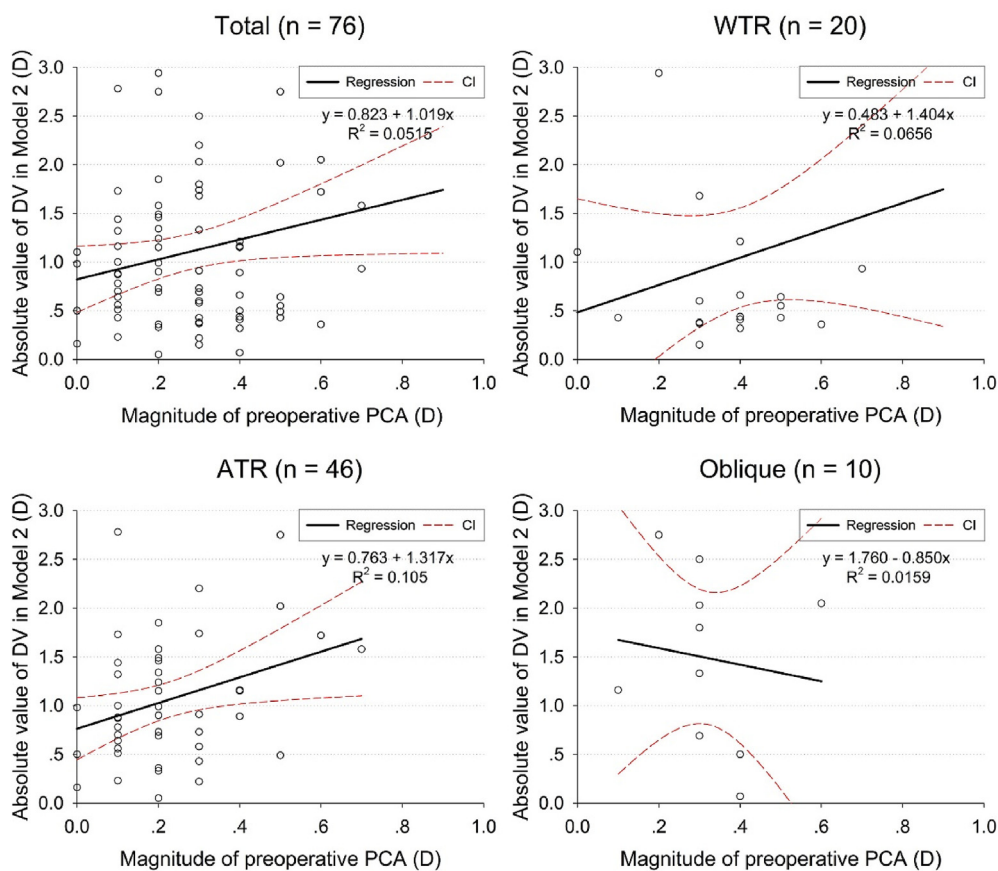 Total (n = 76)
Absolute value of DV in Model 2 (D)
3.0
2.5
2.0
1.5
1.0
.5
0.0
Regression CI
y = 0.823 + 1.019x
R² = 0.0515
0.0 .2 .4 .6 .8 1.0
Magnitude of preoperative PCA (D)
WTR (n = 20)
Absolute value of DV in Model 2 (D)
3.0
2.5
2.0
1.5
1.0
.5
0.0
Regression CI
y = 0.483 + 1.404x
R² = 0.0656
0.0 .2 .4 .6 .8 1.0
Magnitude of preoperative PCA (D)
ATR (n = 46)
Absolute value of DV in Model 2 (D)
3.0
2.5
2.0
1.5
1.0
.5
0.0
Regression CI
y = 0.763 + 1.317x
R² = 0.105
0.0 .2 .4 .6 .8 1.0
Magnitude of preoperative PCA (D)
Oblique (n = 10)
Absolute value of DV in Model 2 (D)
3.0
2.5
2.0
1.5
1.0
.5
0.0
Regression CI
y = 1.760 - 0.850x
R² = 0.0159
0.0 .2 .4 .6 .8 1.0
Magnitude of preoperative PCA (D)